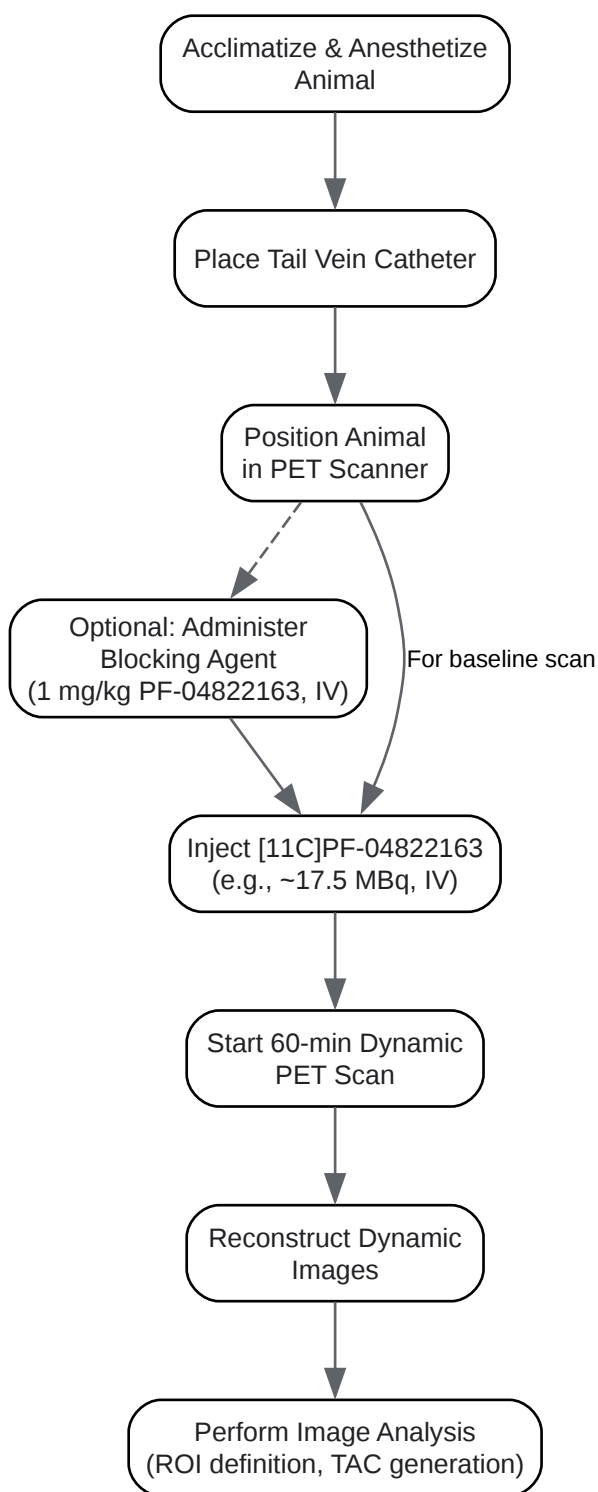 Acclimatize & Anesthetize
Animal
Place Tail Vein Catheter
Position Animal
in PET Scanner
Optional: Administer
Blocking Agent
(1 mg/kg PF-04822163, IV)
For baseline scan
Inject [11C]PF-04822163
(e.g., ~17.5 MBq, IV)
Start 60-min Dynamic
PET Scan
Reconstruct Dynamic
Images
Perform Image Analysis
(ROI definition, TAC generation)